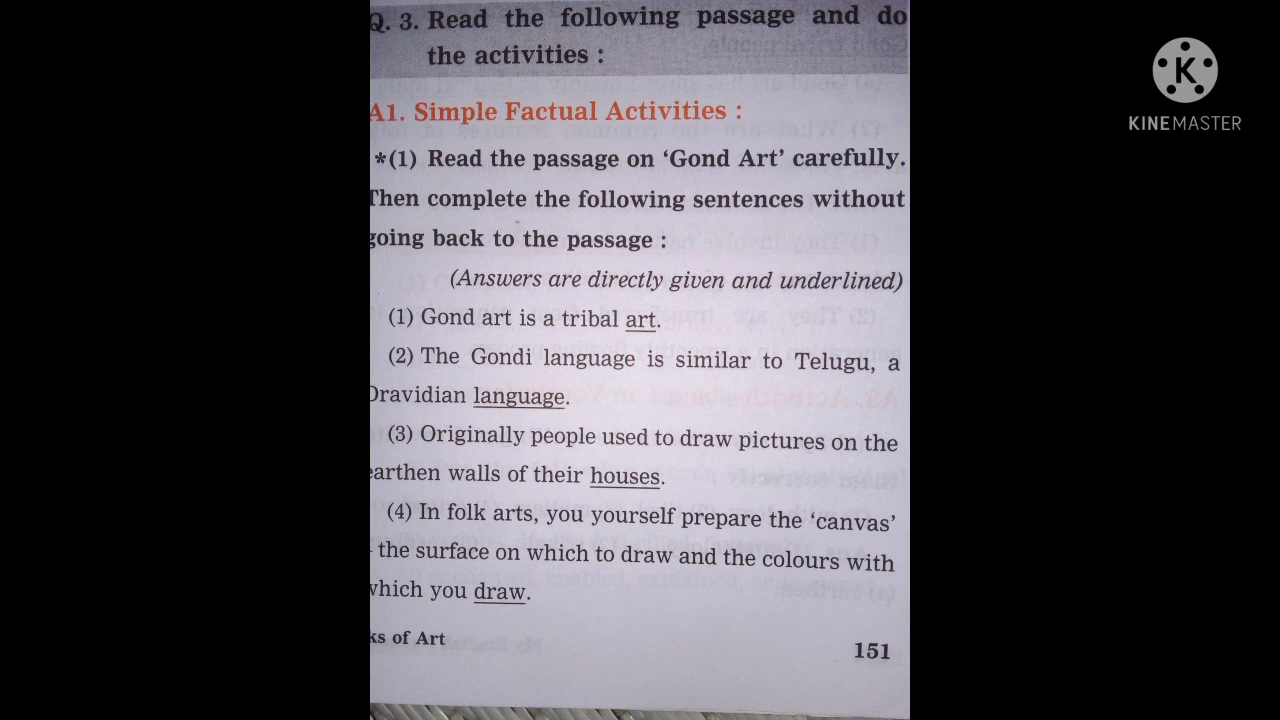 Q. 3. Read the following passage and do
the activities :
A1. Simple Factual Activities :
*(1) Read the passage on ‘Gond Art’ carefully.
Then complete the following sentences without
going back to the passage :
(Answers are directly given and underlined)
(1) Gond art is a tribal art.
(2) The Gondi language is similar to Telugu, a
Dravidian language.
(3) Originally people used to draw pictures on the
earthen walls of their houses.
(4) In folk arts, you yourself prepare the ‘canvas’
- the surface on which to draw and the colours with
which you draw.
ks of Art
151
K
KINEMASTER